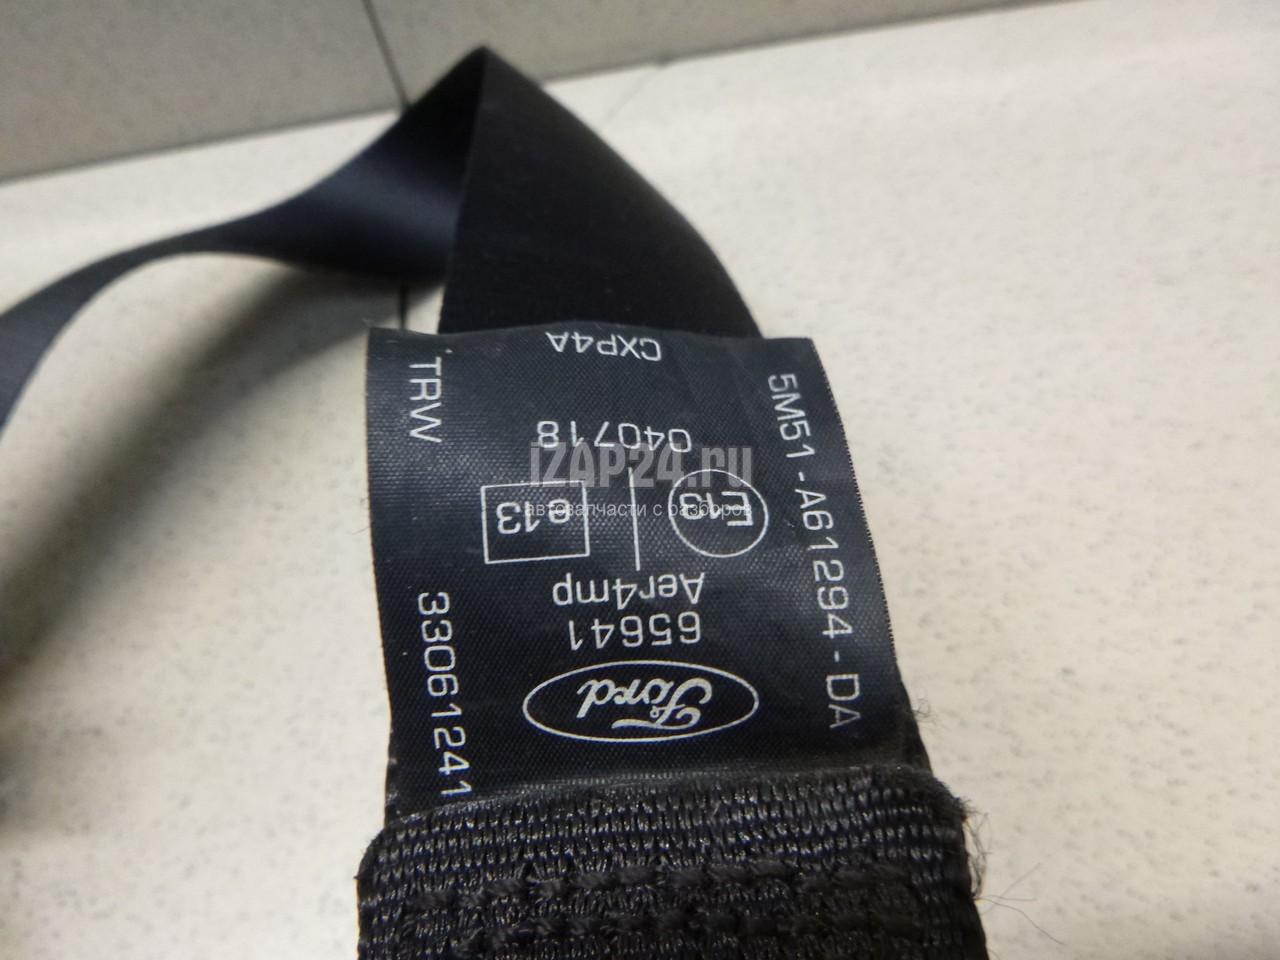 Ford
65641
Aer4mp
E13
e13
040718
CXP4A
TRW
33061241
5M51-A61294-DA
iZAP24.ru
автозапчасти с разборов